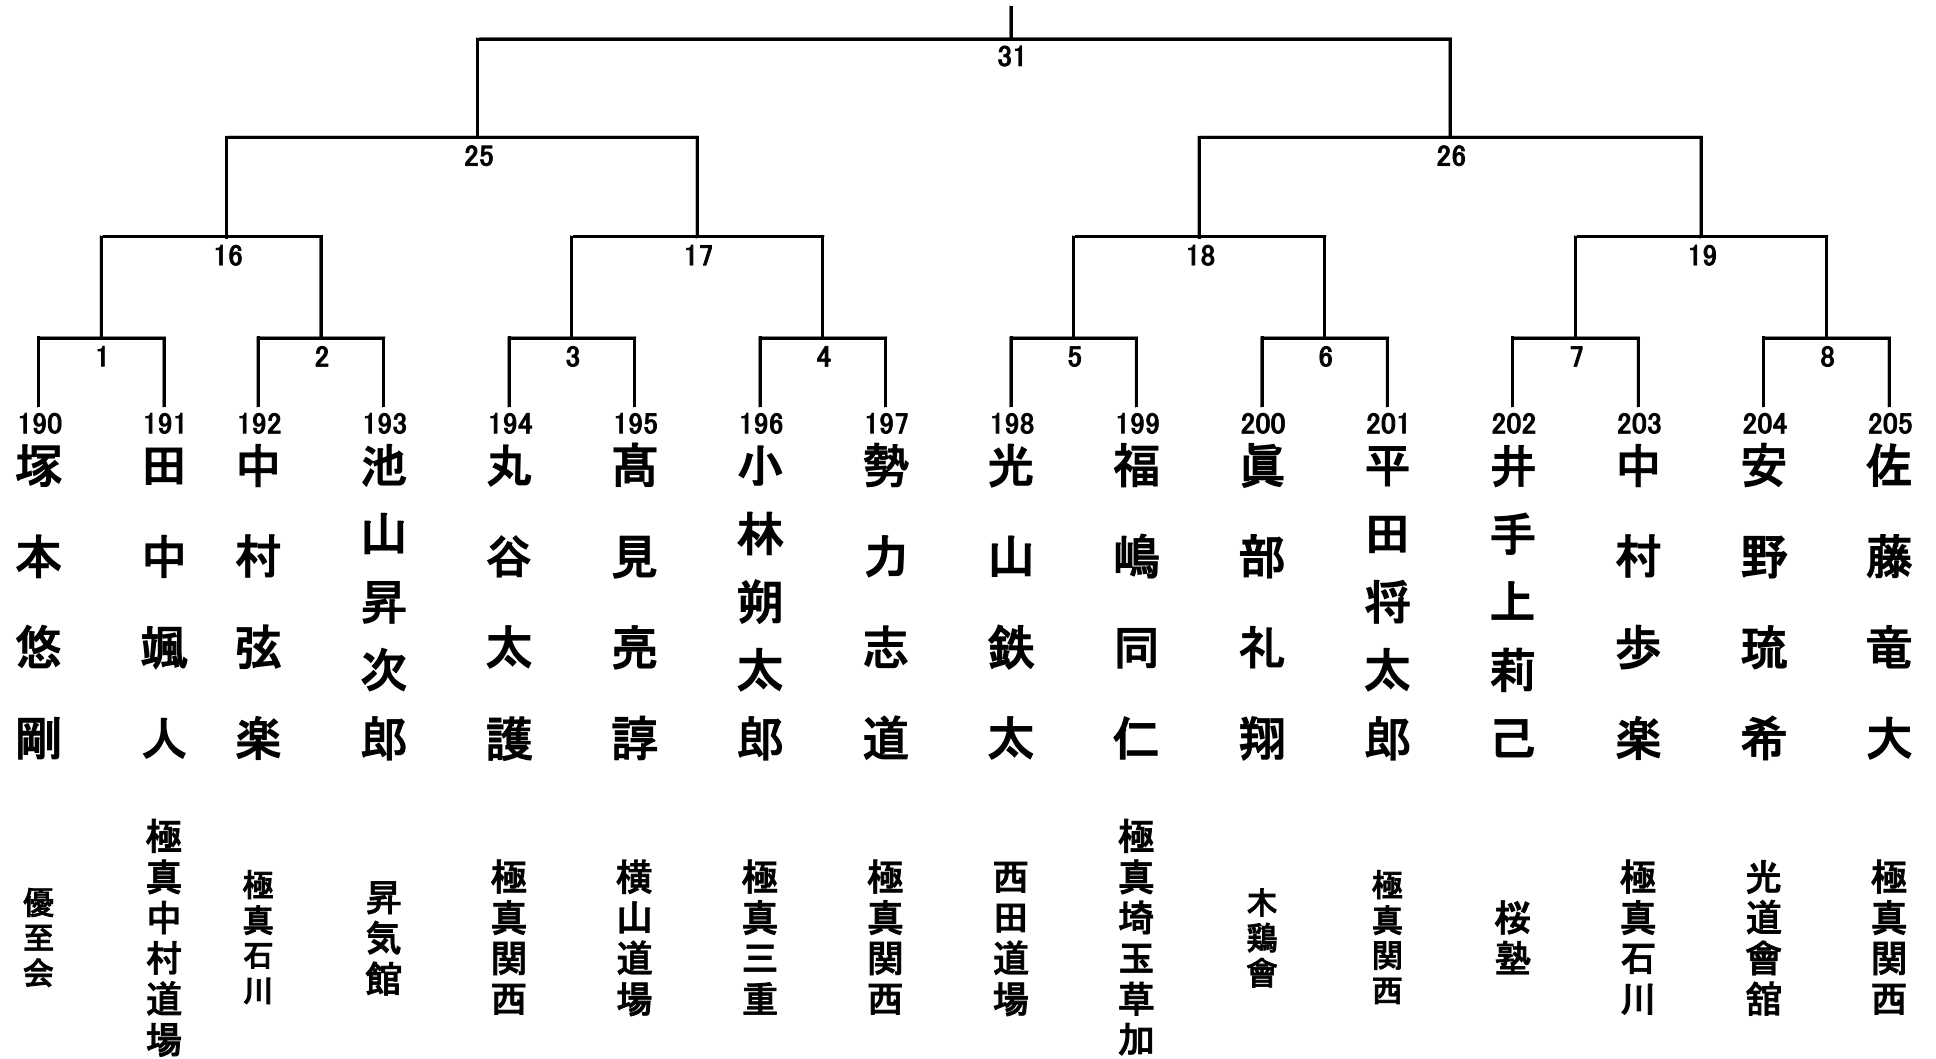 31
25
26
16
17
18
19
1
2
3
4
5
6
7
8
190
191
192
193
194
195
196
197
198
199
200
201
202
203
204
205
塚本悠剛
田中颯人
中村弦楽
池山昇次郎
丸谷太護
髙見亮諄
小林朔太郎
勢力志道
光山鉄太
福嶋同仁
眞部礼翔
平田将太郎
井手上莉己
中村歩楽
安野琉希
佐藤竜大
優至会
極真中村道場
極真石川
昇気館
極真関西
横山道場
極真三重
極真関西
西田道場
極真埼玉草加
木鶏會
極真関西
桜塾
極真石川
光道會舘
極真関西